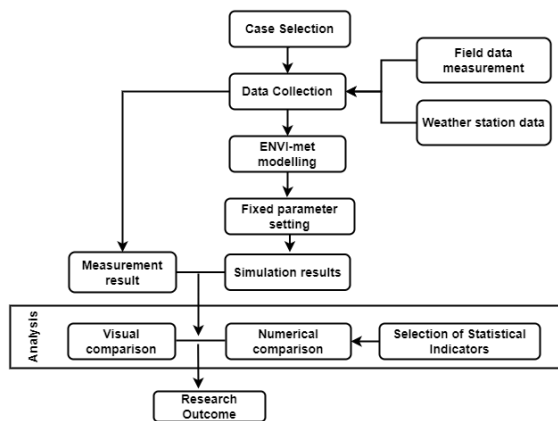 Case Selection
Field data
measurement
Data Collection
Weather station data
ENVI-met
modelling
Fixed parameter
setting
Measurement
result
Simulation results
Analysis
Visual
comparison
Numerical
comparison
Selection of Statistical
Indicators
Research
Outcome